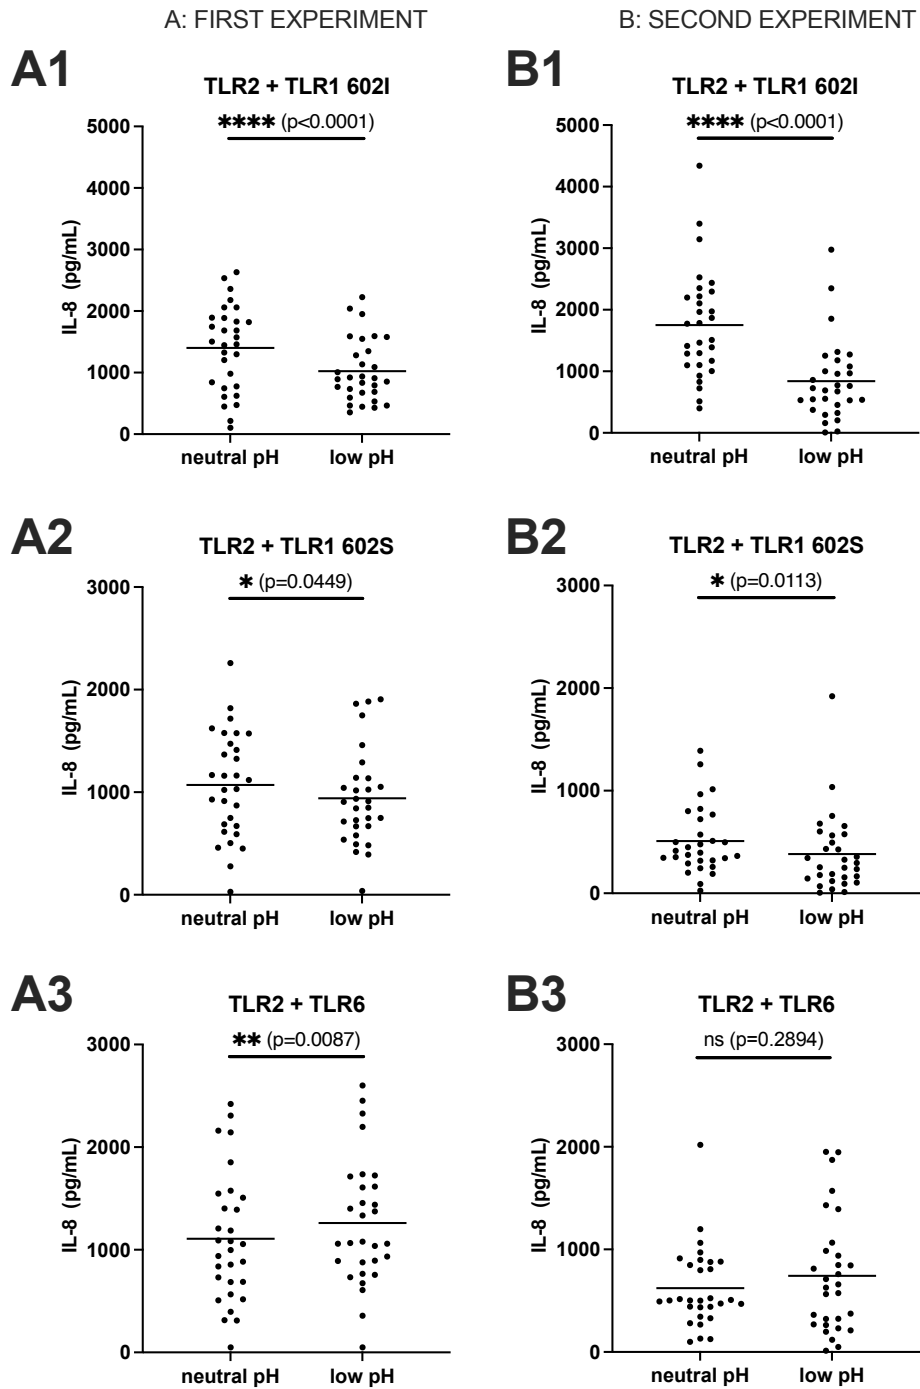 A: FIRST EXPERIMENT
B: SECOND EXPERIMENT
A1
TLR2 + TLR1 602I
**** (p<0.0001)
5000
4000
3000
2000
1000
0
IL-8 (pg/mL)
neutral pH
low pH
B1
TLR2 + TLR1 602I
**** (p<0.0001)
5000
4000
3000
2000
1000
0
IL-8 (pg/mL)
neutral pH
low pH
A2
TLR2 + TLR1 602S
* (p=0.0449)
3000
2000
1000
0
IL-8 (pg/mL)
neutral pH
low pH
B2
TLR2 + TLR1 602S
* (p=0.0113)
3000
2000
1000
0
IL-8 (pg/mL)
neutral pH
low pH
A3
TLR2 + TLR6
** (p=0.0087)
3000
2000
1000
0
IL-8 (pg/mL)
neutral pH
low pH
B3
TLR2 + TLR6
ns (p=0.2894)
3000
2000
1000
0
IL-8 (pg/mL)
neutral pH
low pH